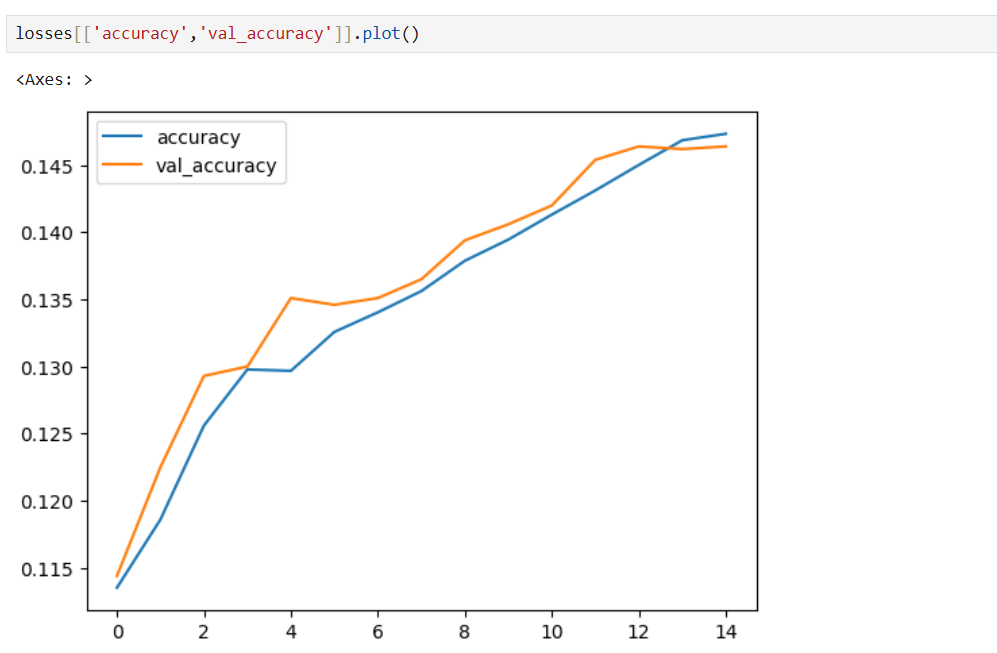 losses[['accuracy','val_accuracy']].plot()
<Axes: >
accuracy
val_accuracy
0.145
0.140
0.135
0.130
0.125
0.120
0.115
0 2 4 6 8 10 12 14